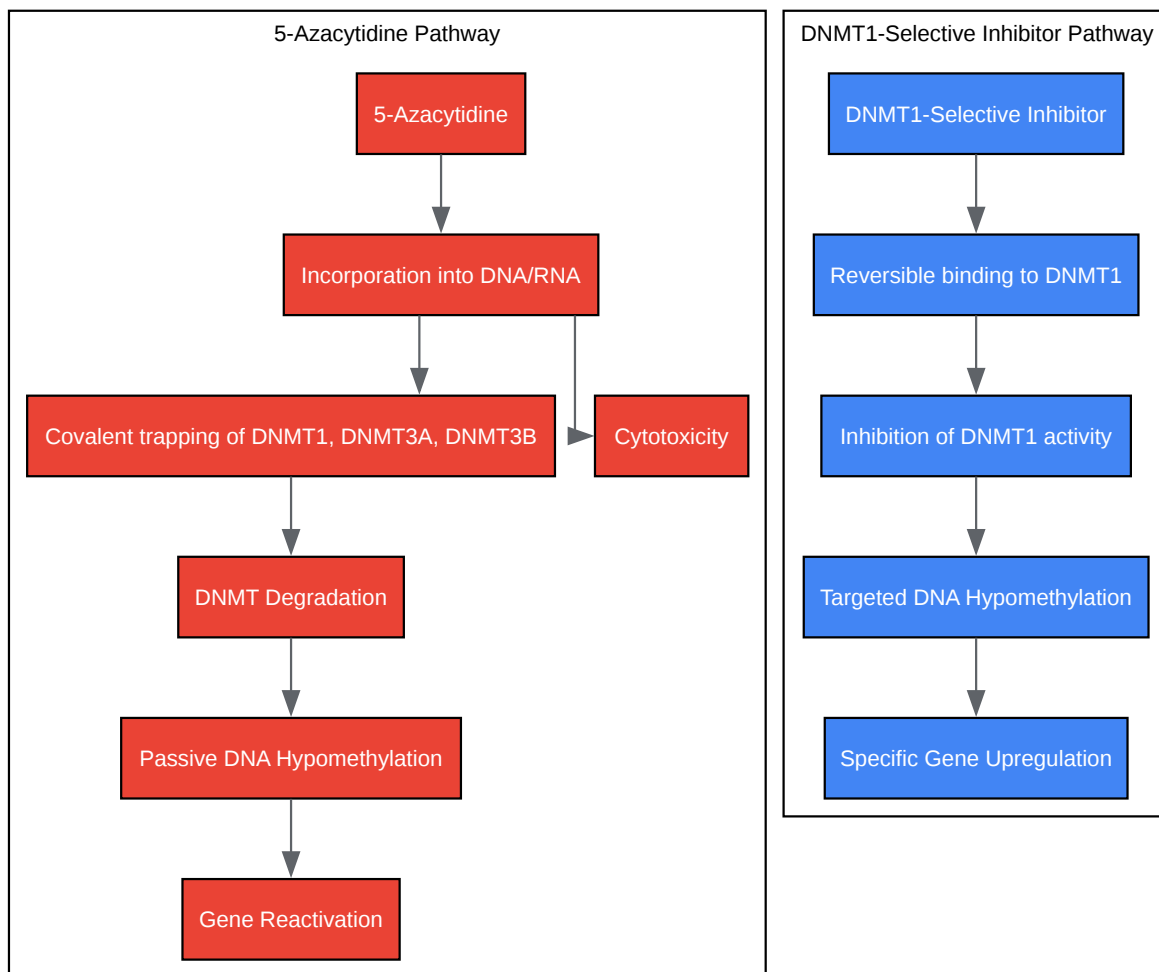 5-Azacytidine Pathway
5-Azacytidine
Incorporation into DNA/RNA
Covalent trapping of DNMT1, DNMT3A, DNMT3B
Cytotoxicity
DNMT Degradation
Passive DNA Hypomethylation
Gene Reactivation
DNMT1-Selective Inhibitor Pathway
DNMT1-Selective Inhibitor
Reversible binding to DNMT1
Inhibition of DNMT1 activity
Targeted DNA Hypomethylation
Specific Gene Upregulation